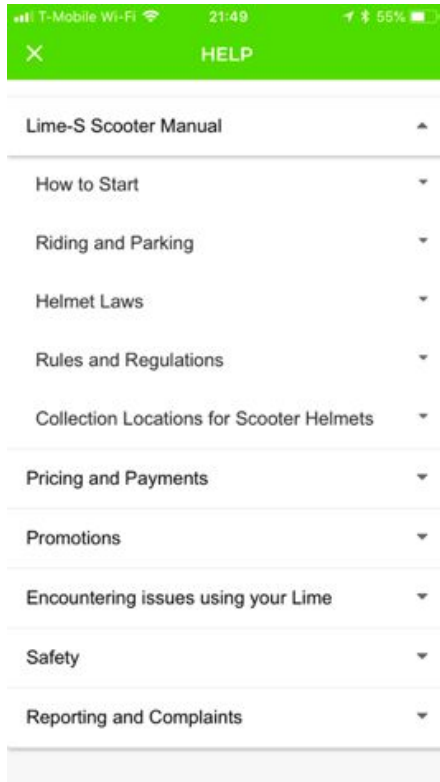 T-Mobile Wi-Fi 21:49 55%
HELP
Lime-S Scooter Manual
How to Start
Riding and Parking
Helmet Laws
Rules and Regulations
Collection Locations for Scooter Helmets
Pricing and Payments
Promotions
Encountering issues using your Lime
Safety
Reporting and Complaints